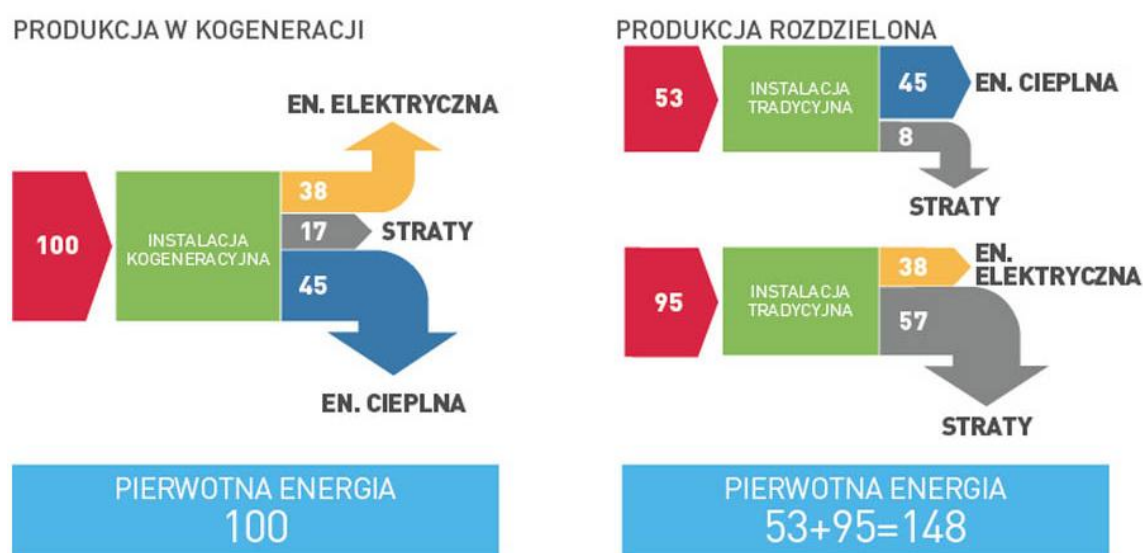 PRODUKCJA W KOGENERACJI
EN. ELEKTRYCZNA
100
INSTALACJA
KOGENERACYJNA
38
17
STRATY
45
EN. CIEPLNA
PIERWOTNA ENERGIA
100
PRODUKCJA ROZDZIELONA
53
INSTALACJA
TRADYCYJNA
45
EN. CIEPLNA
8
STRATY
95
INSTALACJA
TRADYCYJNA
38
EN.
ELEKTRYCZNA
57
STRATY
PIERWOTNA ENERGIA
53+95=148